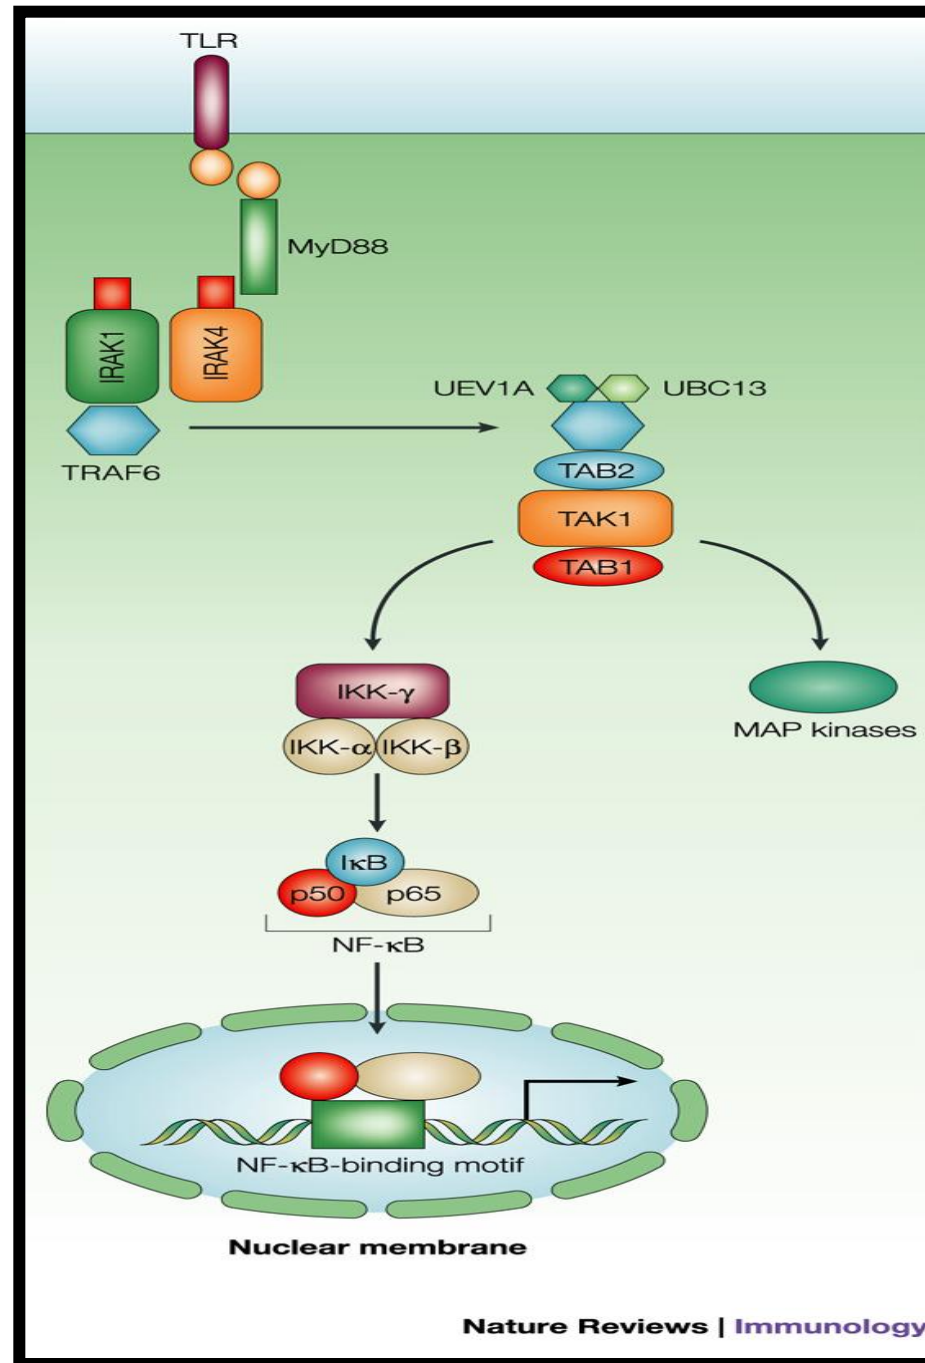 TLR
MyD88
IRAK1
IRAK4
TRAF6
UEV1A
UBC13
TAB2
TAK1
TAB1
IKK-γ
IKK-α
IKK-β
MAP kinases
IκB
p50
p65
NF-κB
NF-κB-binding motif
Nuclear membrane
Nature Reviews | Immunology